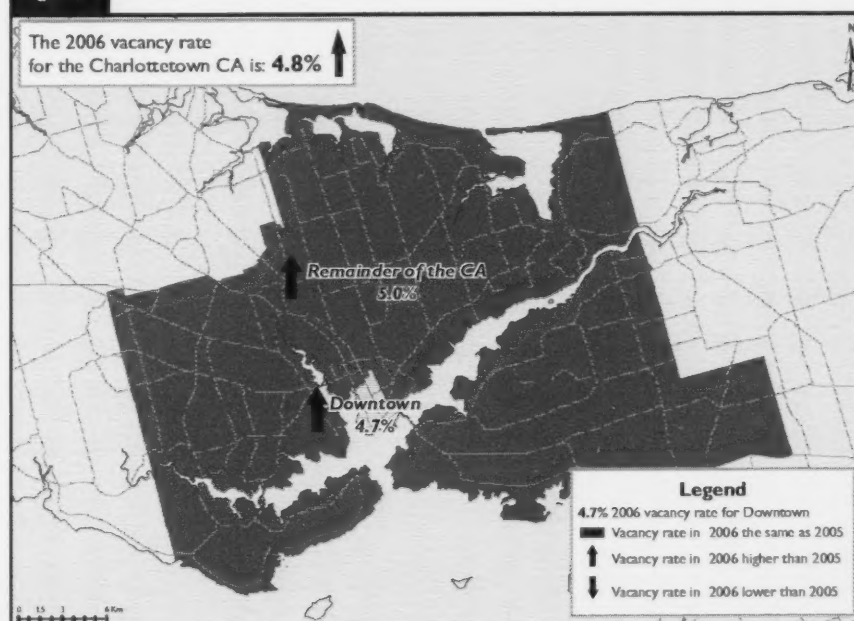 The 2006 vacancy rate
for the Charlottetown CA is: 4.8%
N
Remainder of the CA
5.0%
Downtown
4.7%
Legend
4.7% 2006 vacancy rate for Downtown
Vacancy rate in 2006 the same as 2005
Vacancy rate in 2006 higher than 2005
Vacancy rate in 2006 lower than 2005
0 1.5 3 6 Km